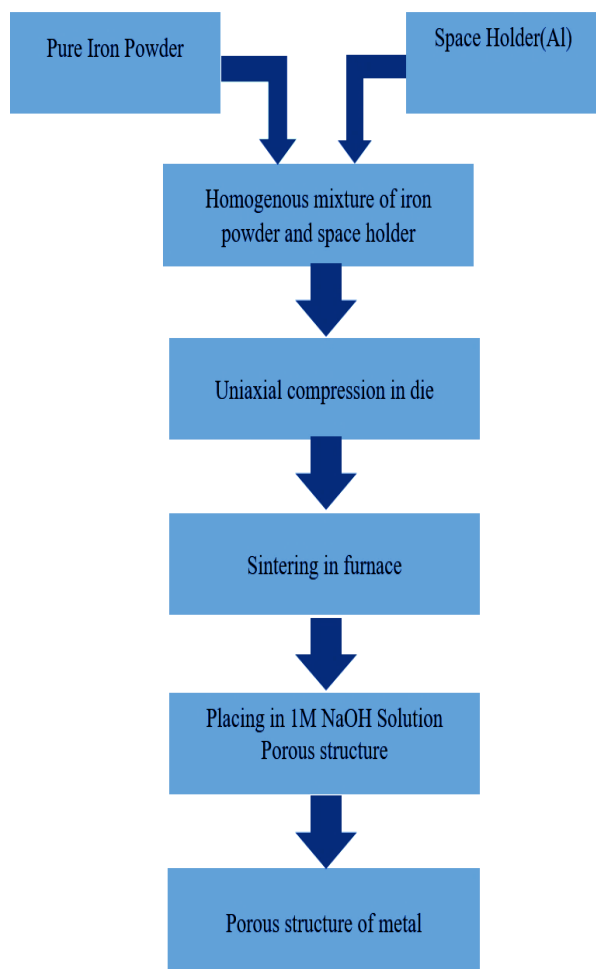 Pure Iron Powder
Space Holder(Al)
Homogenous mixture of iron
powder and space holder
Uniaxial compression in die
Sintering in furnace
Placing in 1M NaOH Solution
Porous structure
Porous structure of metal